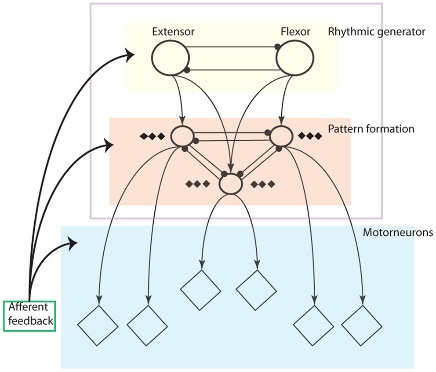 Extensor
Flexor
Rhythmic generator
Pattern formation
Motorneurons
Afferent
feedback